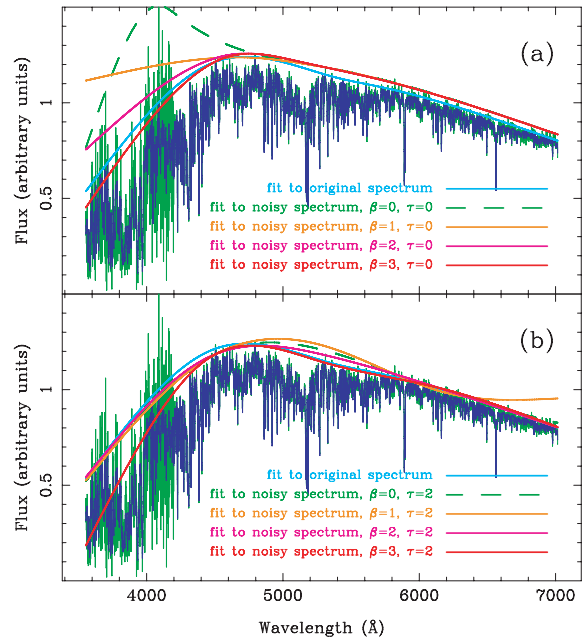 (a)
Flux (arbitrary units)
1
0.5
fit to original spectrum
fit to noisy spectrum, β=0, τ=0
fit to noisy spectrum, β=1, τ=0
fit to noisy spectrum, β=2, τ=0
fit to noisy spectrum, β=3, τ=0
(b)
Flux (arbitrary units)
1
0.5
fit to original spectrum
fit to noisy spectrum, β=0, τ=2
fit to noisy spectrum, β=1, τ=2
fit to noisy spectrum, β=2, τ=2
fit to noisy spectrum, β=3, τ=2
4000 5000 6000 7000
Wavelength (Å)